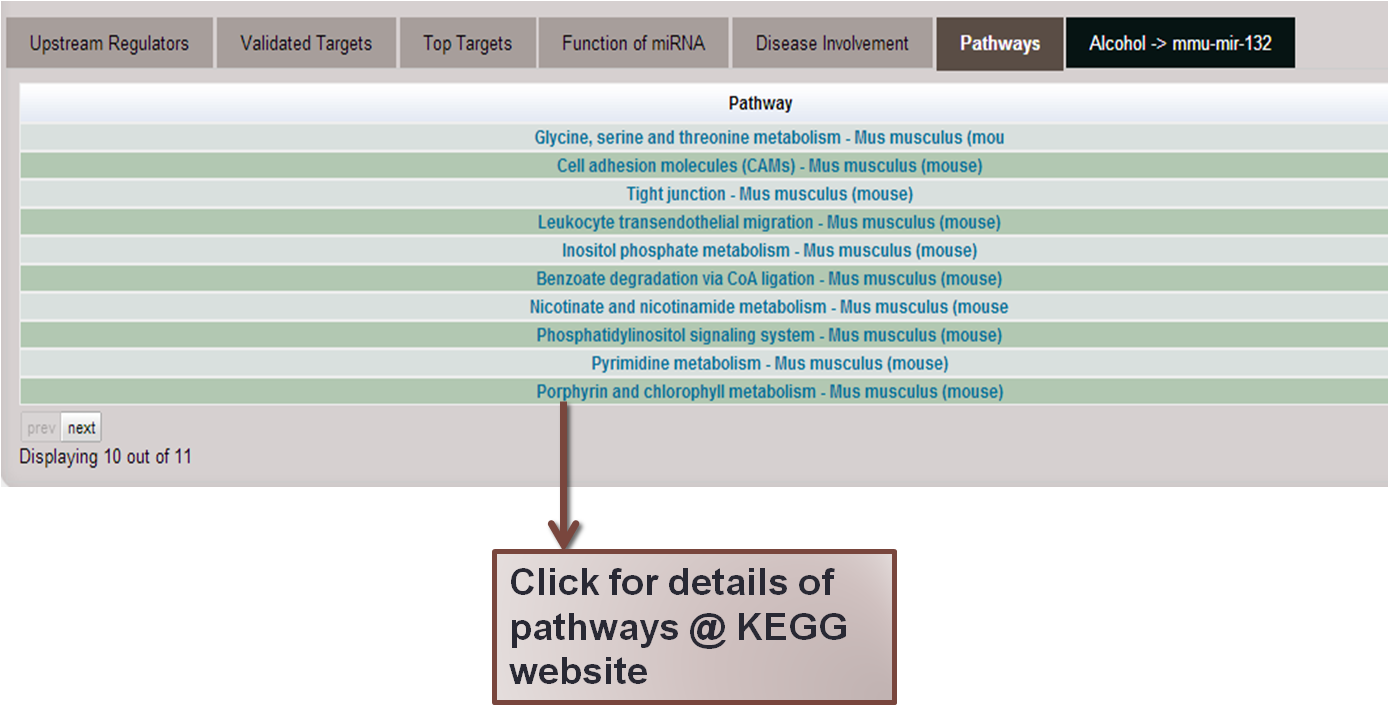 Upstream Regulators Validated Targets Top Targets Function of miRNA Disease Involvement Pathways Alcohol -> mmu-mir-132
Pathway
Glycine, serine and threonine metabolism - Mus musculus (mou
Cell adhesion molecules (CAMs) - Mus musculus (mouse)
Tight junction - Mus musculus (mouse)
Leukocyte transendothelial migration - Mus musculus (mouse)
Inositol phosphate metabolism - Mus musculus (mouse)
Benzoate degradation via CoA ligation - Mus musculus (mouse)
Nicotinate and nicotinamide metabolism - Mus musculus (mouse
Phosphatidylinositol signaling system - Mus musculus (mouse)
Pyrimidine metabolism - Mus musculus (mouse)
Porphyrin and chlorophyll metabolism - Mus musculus (mouse)
prev next
Displaying 10 out of 11
Click for details of
pathways @ KEGG
website